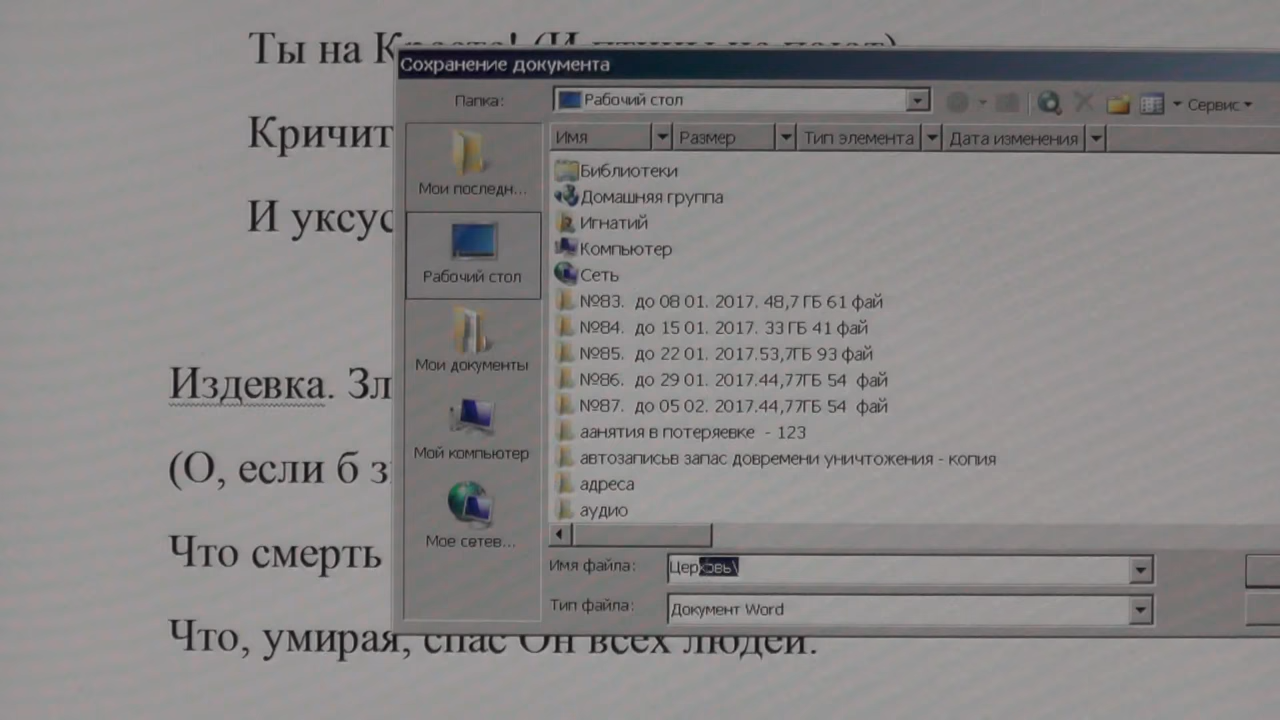 Ты на
Сохранение документа
Папка:
Рабочий стол
Сервис
Кричит
Имя
Размер
Тип элемента
Дата изменения
Мои последн...
Библиотеки
Домашняя группа
И уксус
Игнатий
Компьютер
Рабочий стол
Сеть
№83. до 08 01. 2017. 48,7 ГБ 61 фай
№84. до 15 01. 2017. 33 ГБ 41 фай
№85. до 22 01. 2017.53,7ГБ 93 фай
Мои документы
№86. до 29 01. 2017.44,77ГБ 54 фай
Издевка. Зл
№87. до 05 02. 2017.44,77ГБ 54 фай
аанятия в потеряевке - 123
Мой компьютер
автозаписьв запас довремени уничтожения - копия
(О, если б з
адреса
аудио
Мое сетев...
Что смерть
Имя файла:
Церковь\
Тип файла:
Документ Word
Что, умирая, спас Он всех людей.